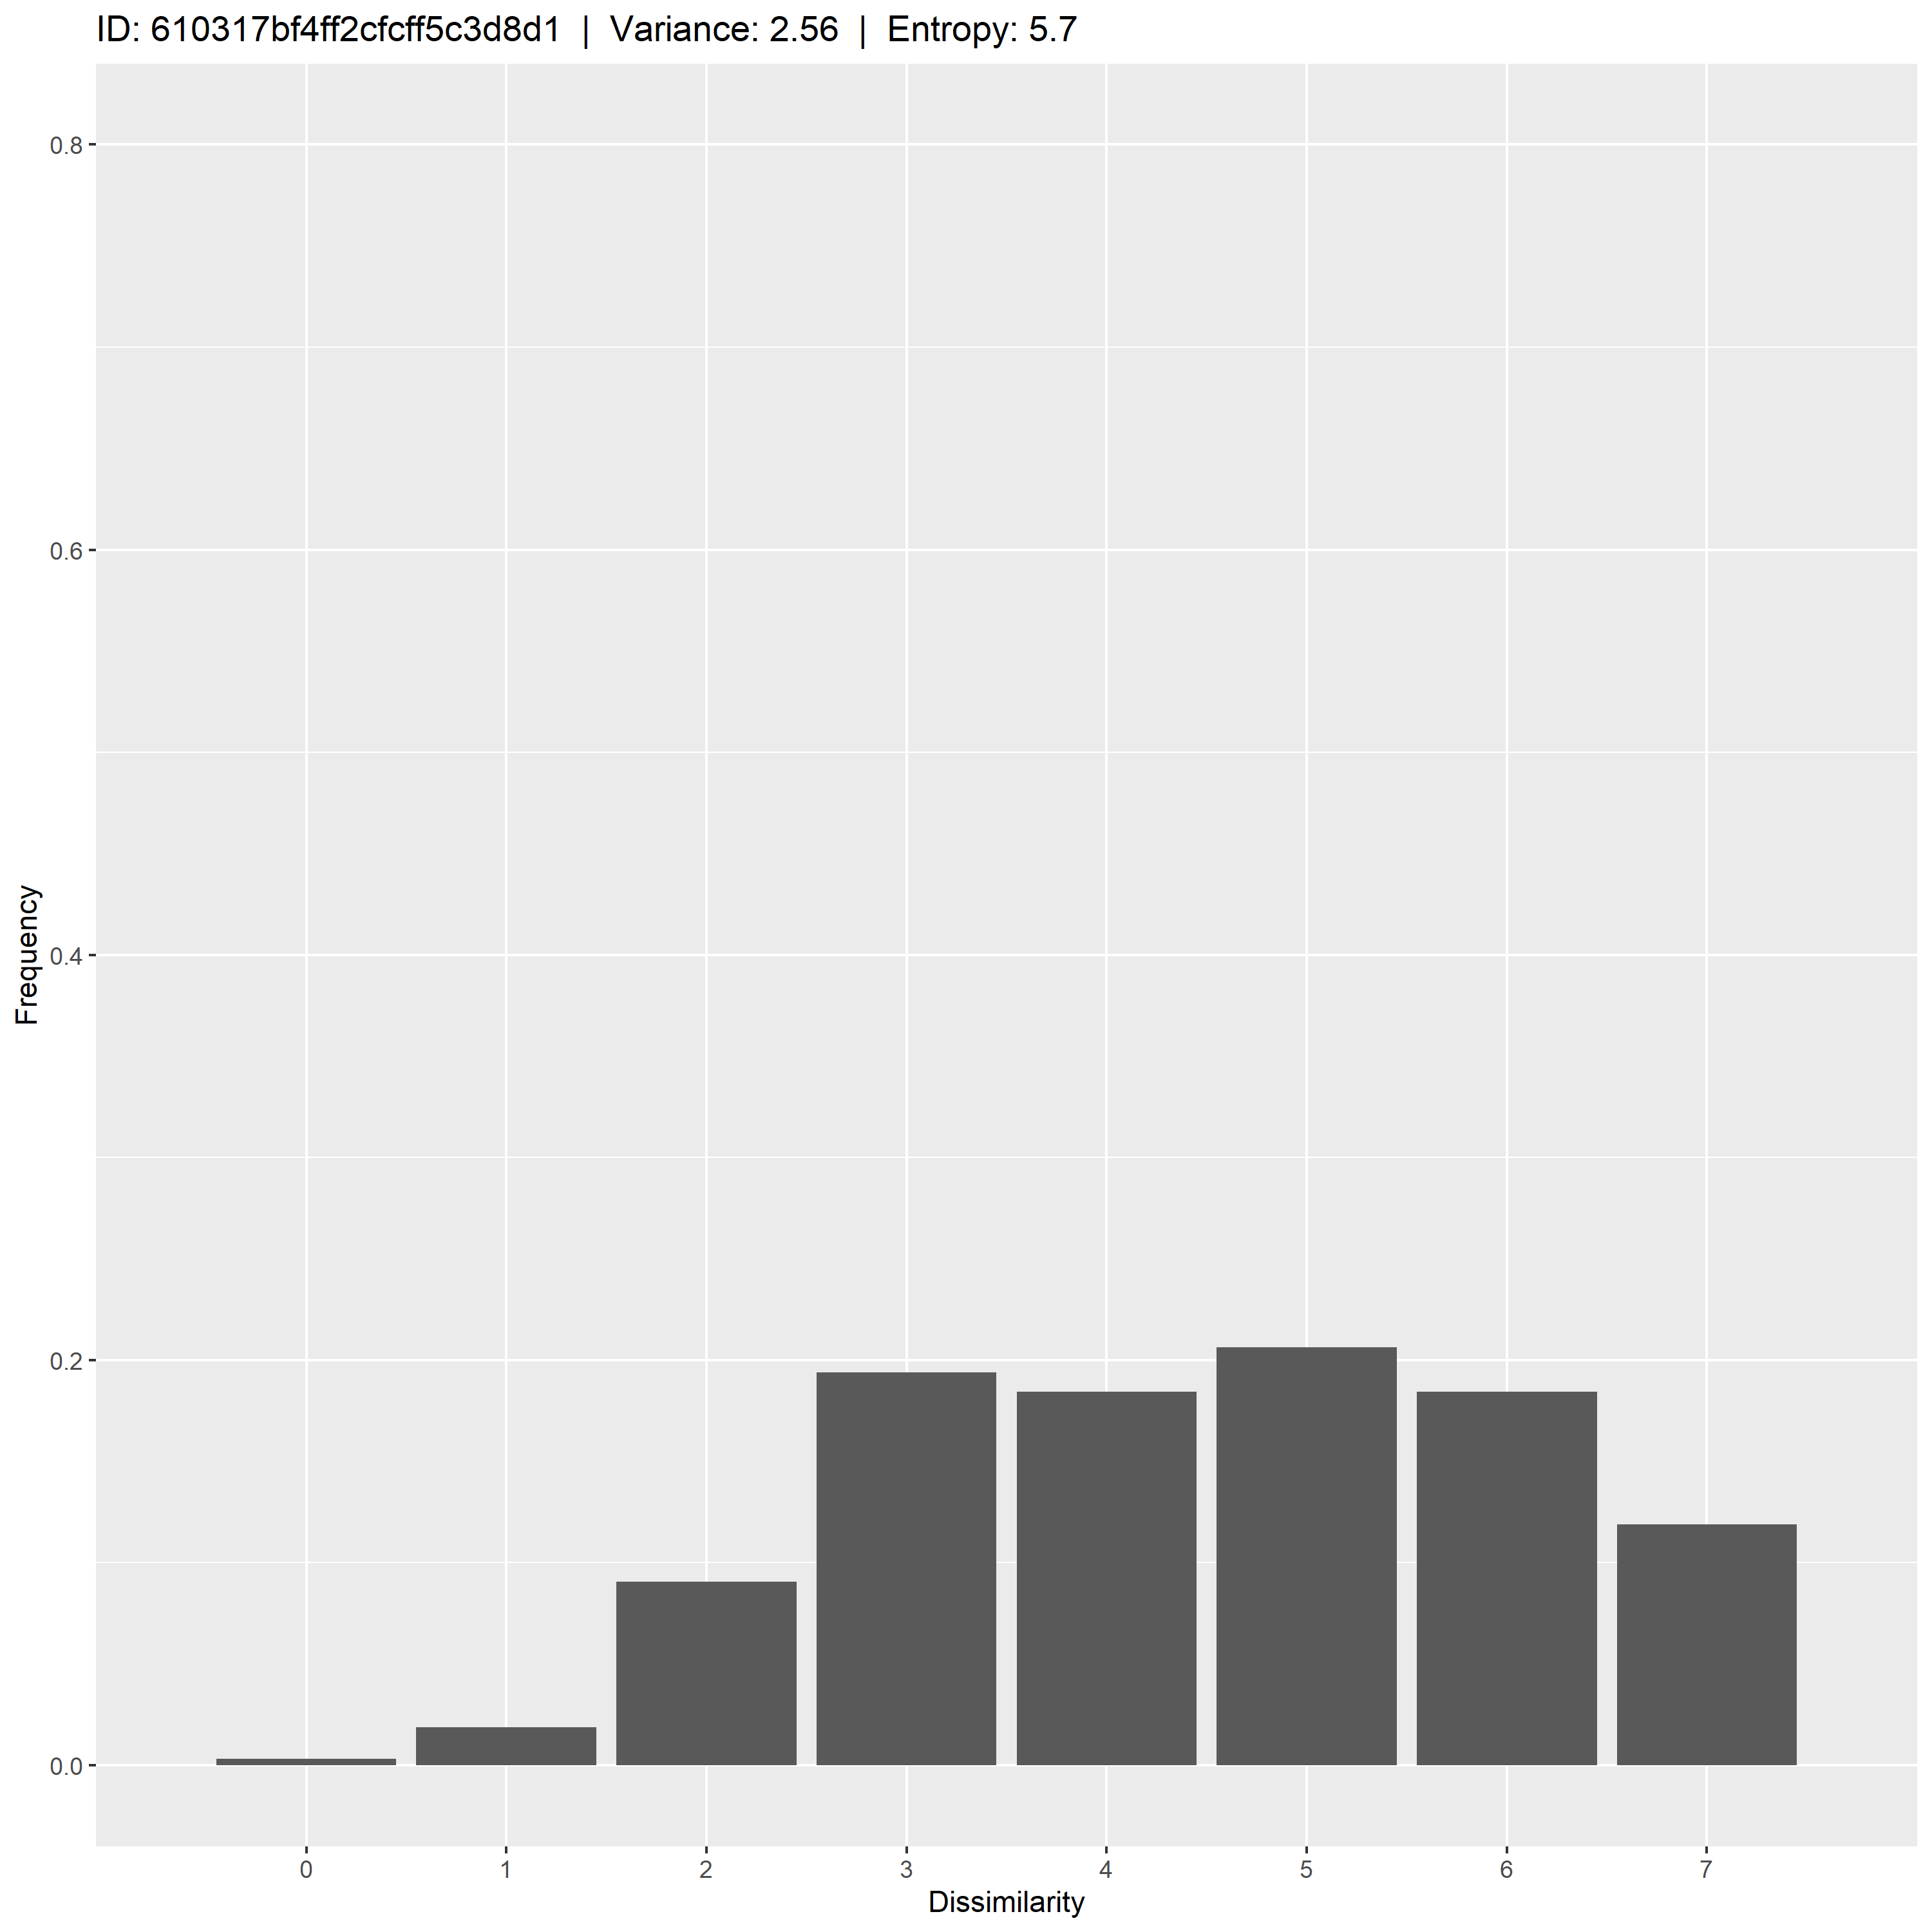 ID: 610317bf4ff2cfcff5c3d8d1 | Variance: 2.56 | Entropy: 5.7
0.8
0.6
0.4
0.2
0.0
Frequency
0 1 2 3 4 5 6 7
Dissimilarity